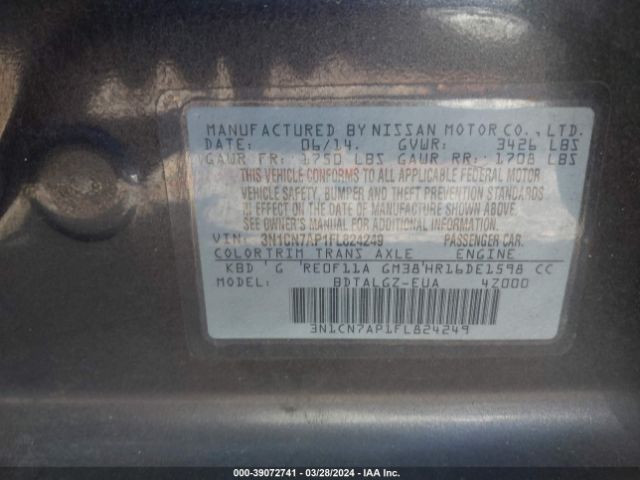 MANUFACTURED BY NISSAN MOTOR CO., LTD.
DATE: 06/14. GVWR: 3426 LBS
GAWR FR: 1750 LBS GAWR RR: 1708 LBS
THIS VEHICLE CONFORMS TO ALL APPLICABLE FEDERAL MOTOR
VEHICLE SAFETY, BUMPER AND THEFT PREVENTION STANDARDS
IN EFFECT ON THE DATE OF MANUFACTURE SHOWN ABOVE.
SEE OWNER'S MANUAL FOR ADDITIONAL INFORMATION.
VIN: 3N1CN7AP1FL824249 PASSENGER CAR.
COLOR TRIM TRANS AXLE ENGINE
KBD G RE0F11A GM38 HR16DE1598 CC
MODEL: BDTALGZ-EUA 4Z000
3N1CN7AP1FL824249
000-39072741 / 03/28/2024 - IAA Inc.